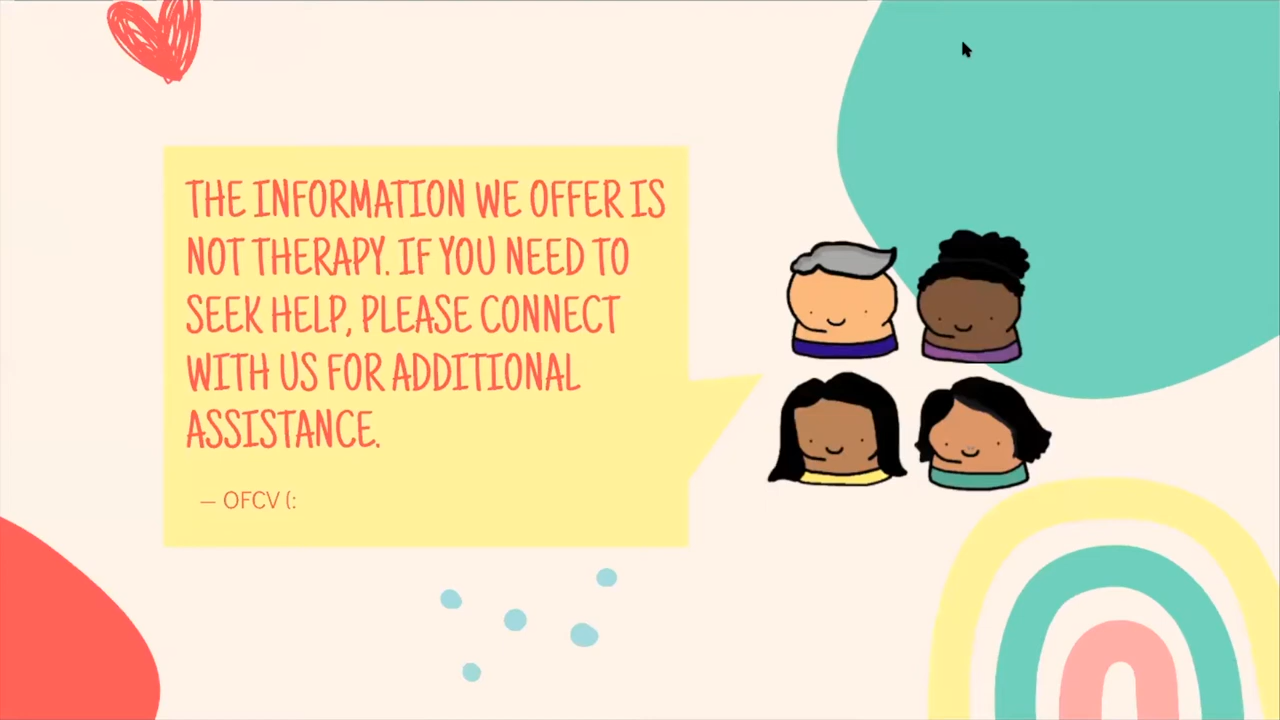 THE INFORMATION WE OFFER IS
NOT THERAPY. IF YOU NEED TO
SEEK HELP, PLEASE CONNECT
WITH US FOR ADDITIONAL
ASSISTANCE.
— OFCV (: